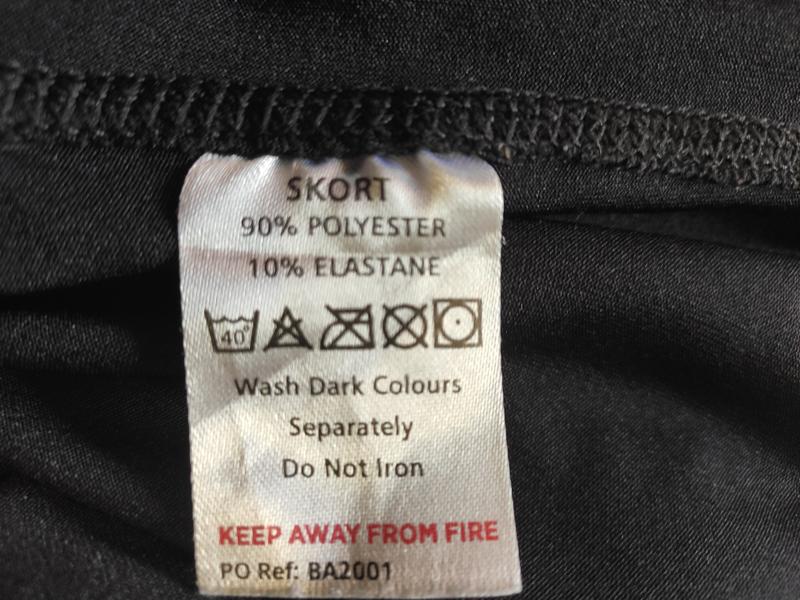 SKORT
90% POLYESTER
10% ELASTANE
40°
Wash Dark Colours
Separately
Do Not Iron
KEEP AWAY FROM FIRE
PO Ref: BA2001